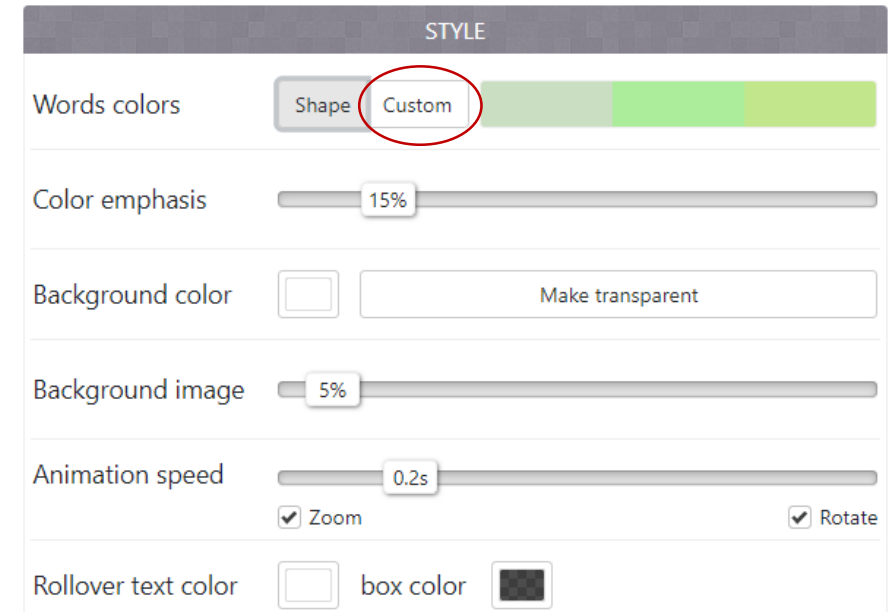 STYLE
Words colors Shape Custom
Color emphasis 15%
Background color Make transparent
Background image 5%
Animation speed 0.2s
Zoom Rotate
Rollover text color box color